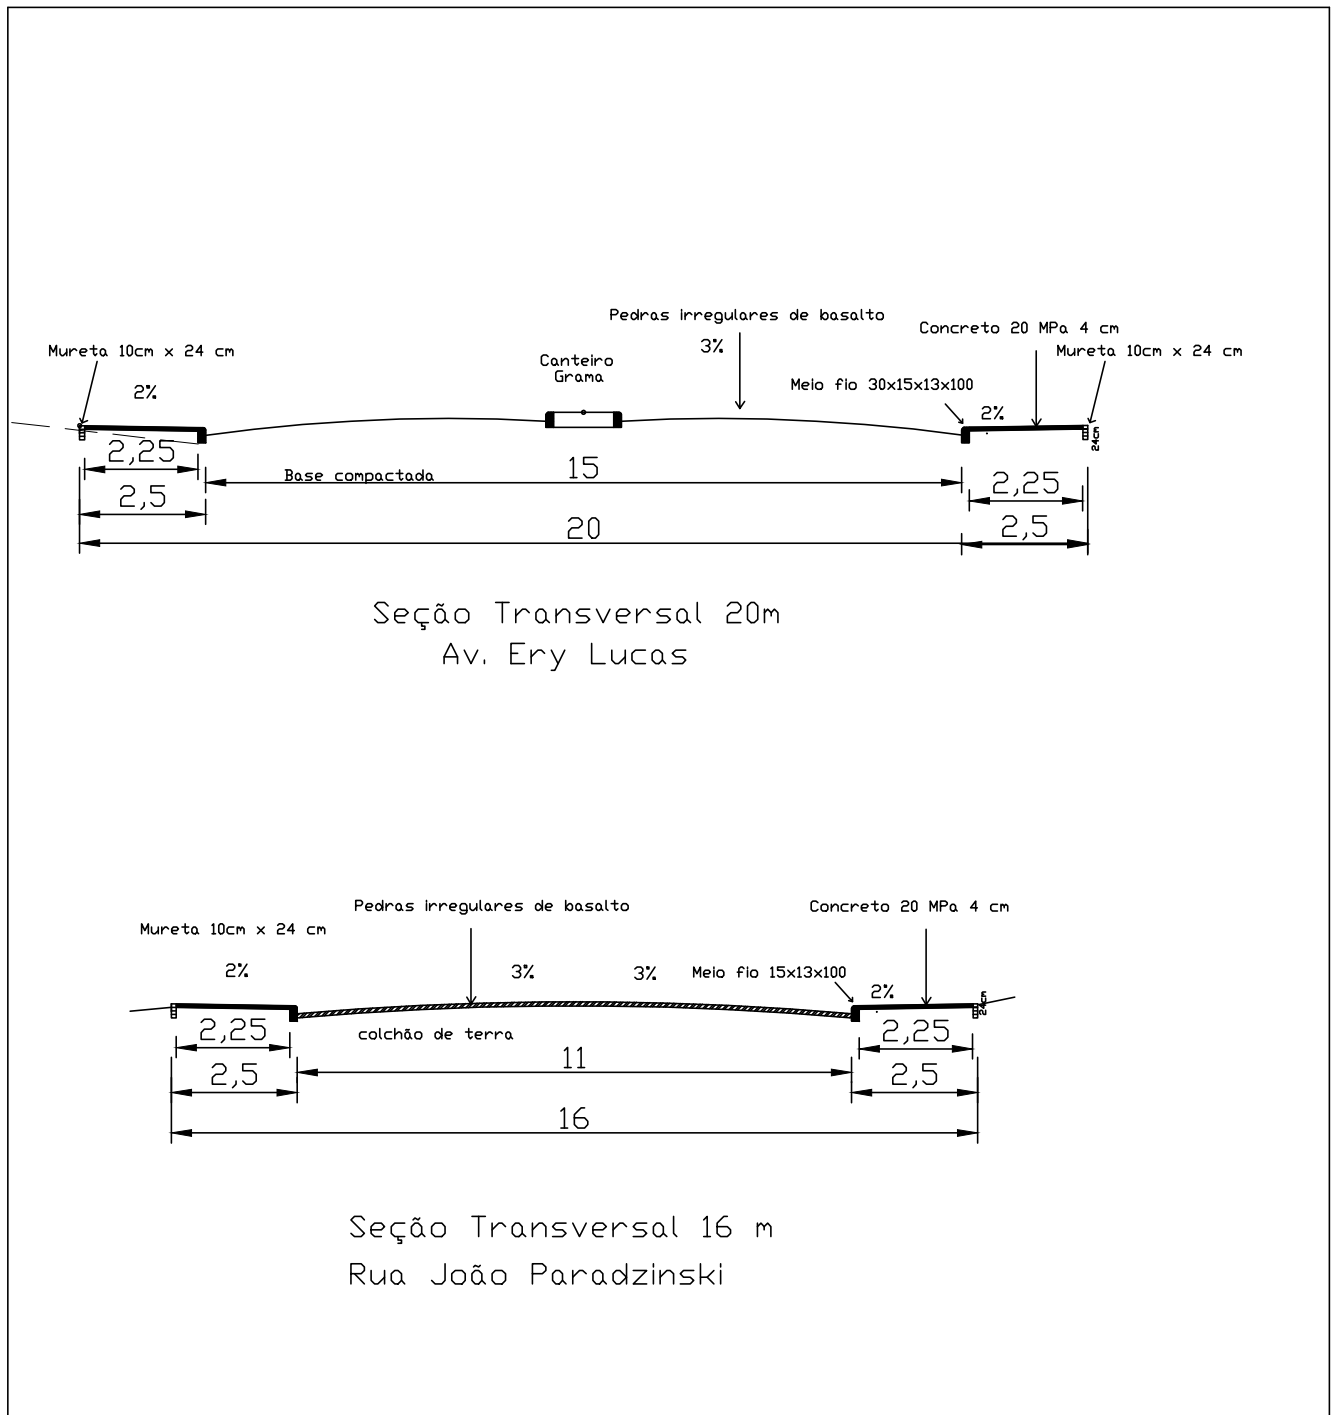 Pedras irregulares de basalto
3%
Concreto 20 MPa 4 cm
Mureta 10cm x 24 cm
Mureta 10cm x 24 cm
Canteiro
Grama
Meio fio 30x15x13x100
2%
2%
24cm
2,25
Base compactada
15
2,25
2,5
20
2,5
Seção Transversal 20m
Av. Ery Lucas
Pedras irregulares de basalto
Concreto 20 MPa 4 cm
Mureta 10cm x 24 cm
2%
3%
3%
Meio fio 15x13x100
2%
24cm
2,25
colchão de terra
2,25
11
2,5
2,5
16
Seção Transversal 16 m
Rua João Paradzinski